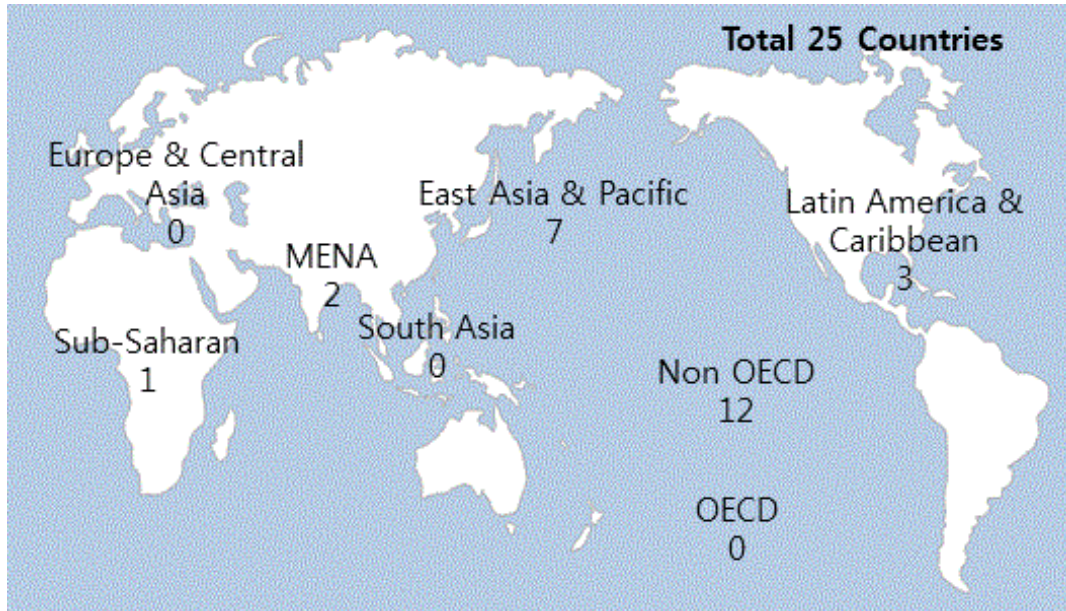 Total 25 Countries
Europe & Central
Asia
0
East Asia & Pacific
7
Latin America &
Caribbean
3
MENA
2
South Asia
0
Sub-Saharan
1
Non OECD
12
OECD
0